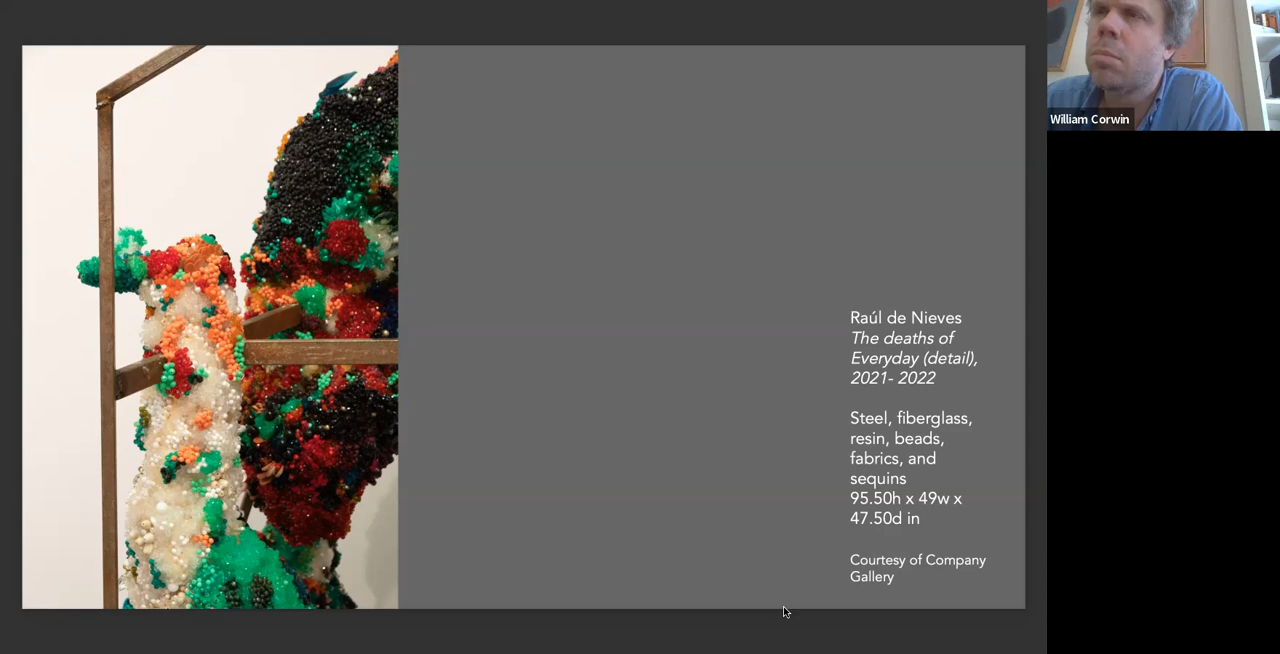 William Corwin
Raúl de Nieves
The deaths of
Everyday (detail),
2021- 2022
Steel, fiberglass,
resin, beads,
fabrics, and
sequins
95.50h x 49w x
47.50d in
Courtesy of Company
Gallery